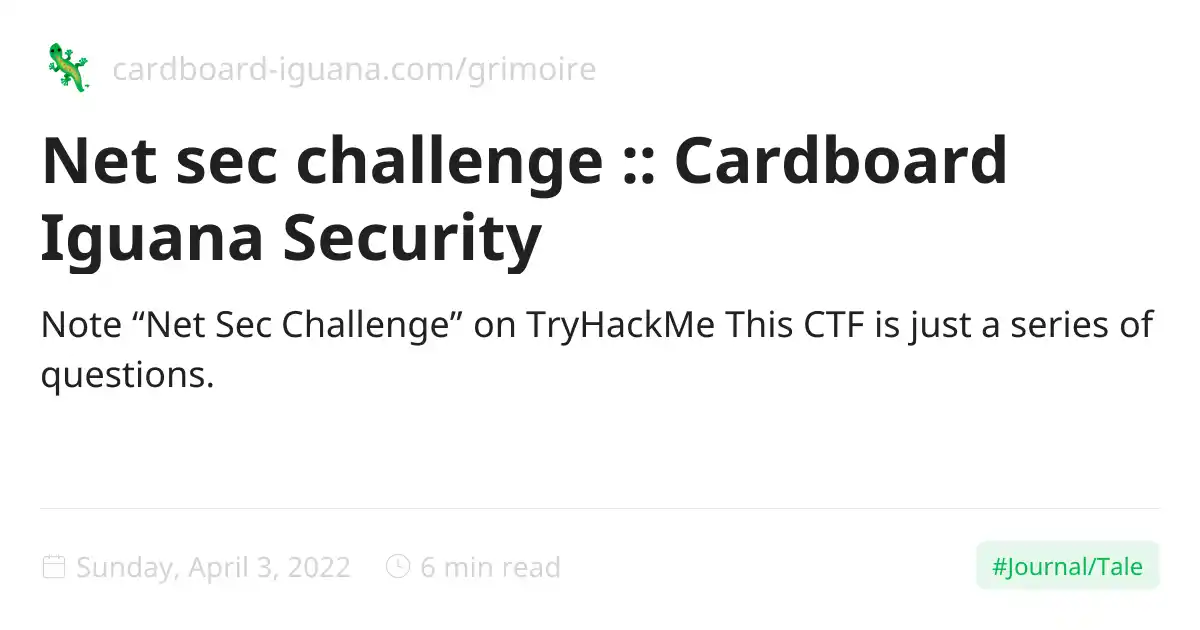 cardboard-iguana.com/grimoire
Net sec challenge :: Cardboard
Iguana Security
Note “Net Sec Challenge” on TryHackMe This CTF is just a series of
questions.
Sunday, April 3, 2022 6 min read #Journal/Tale